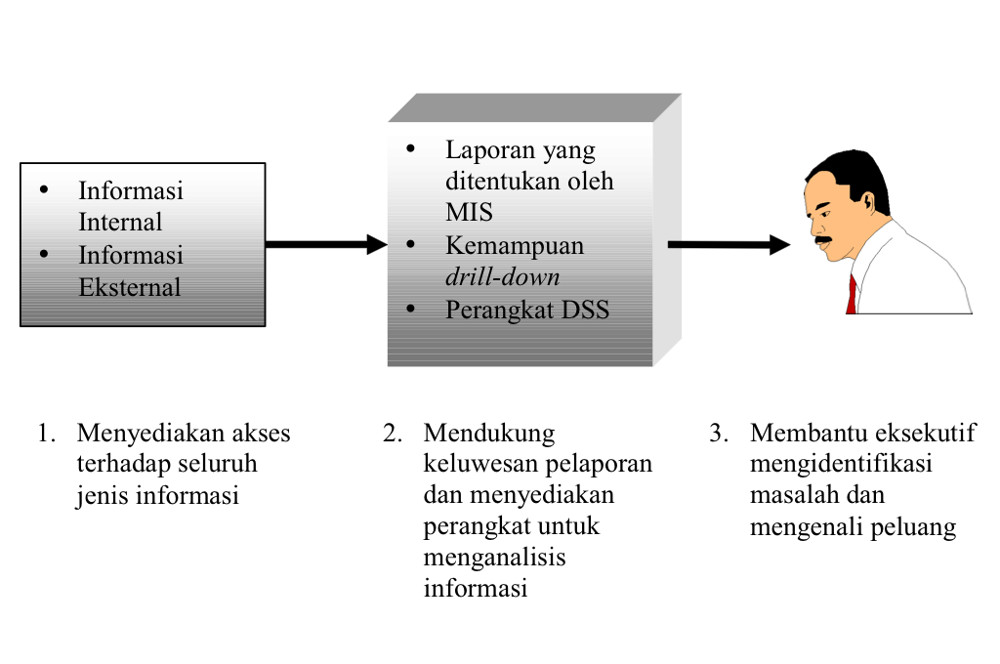 • Informasi
Internal
• Informasi
Eksternal
• Laporan yang
ditentukan oleh
MIS
• Kemampuan
drill-down
• Perangkat DSS
1. Menyediakan akses
terhadap seluruh
jenis informasi
2. Mendukung
keluwesan pelaporan
dan menyediakan
perangkat untuk
menganalisis
informasi
3. Membantu eksekutif
mengidentifikasi
masalah dan
mengenali peluang